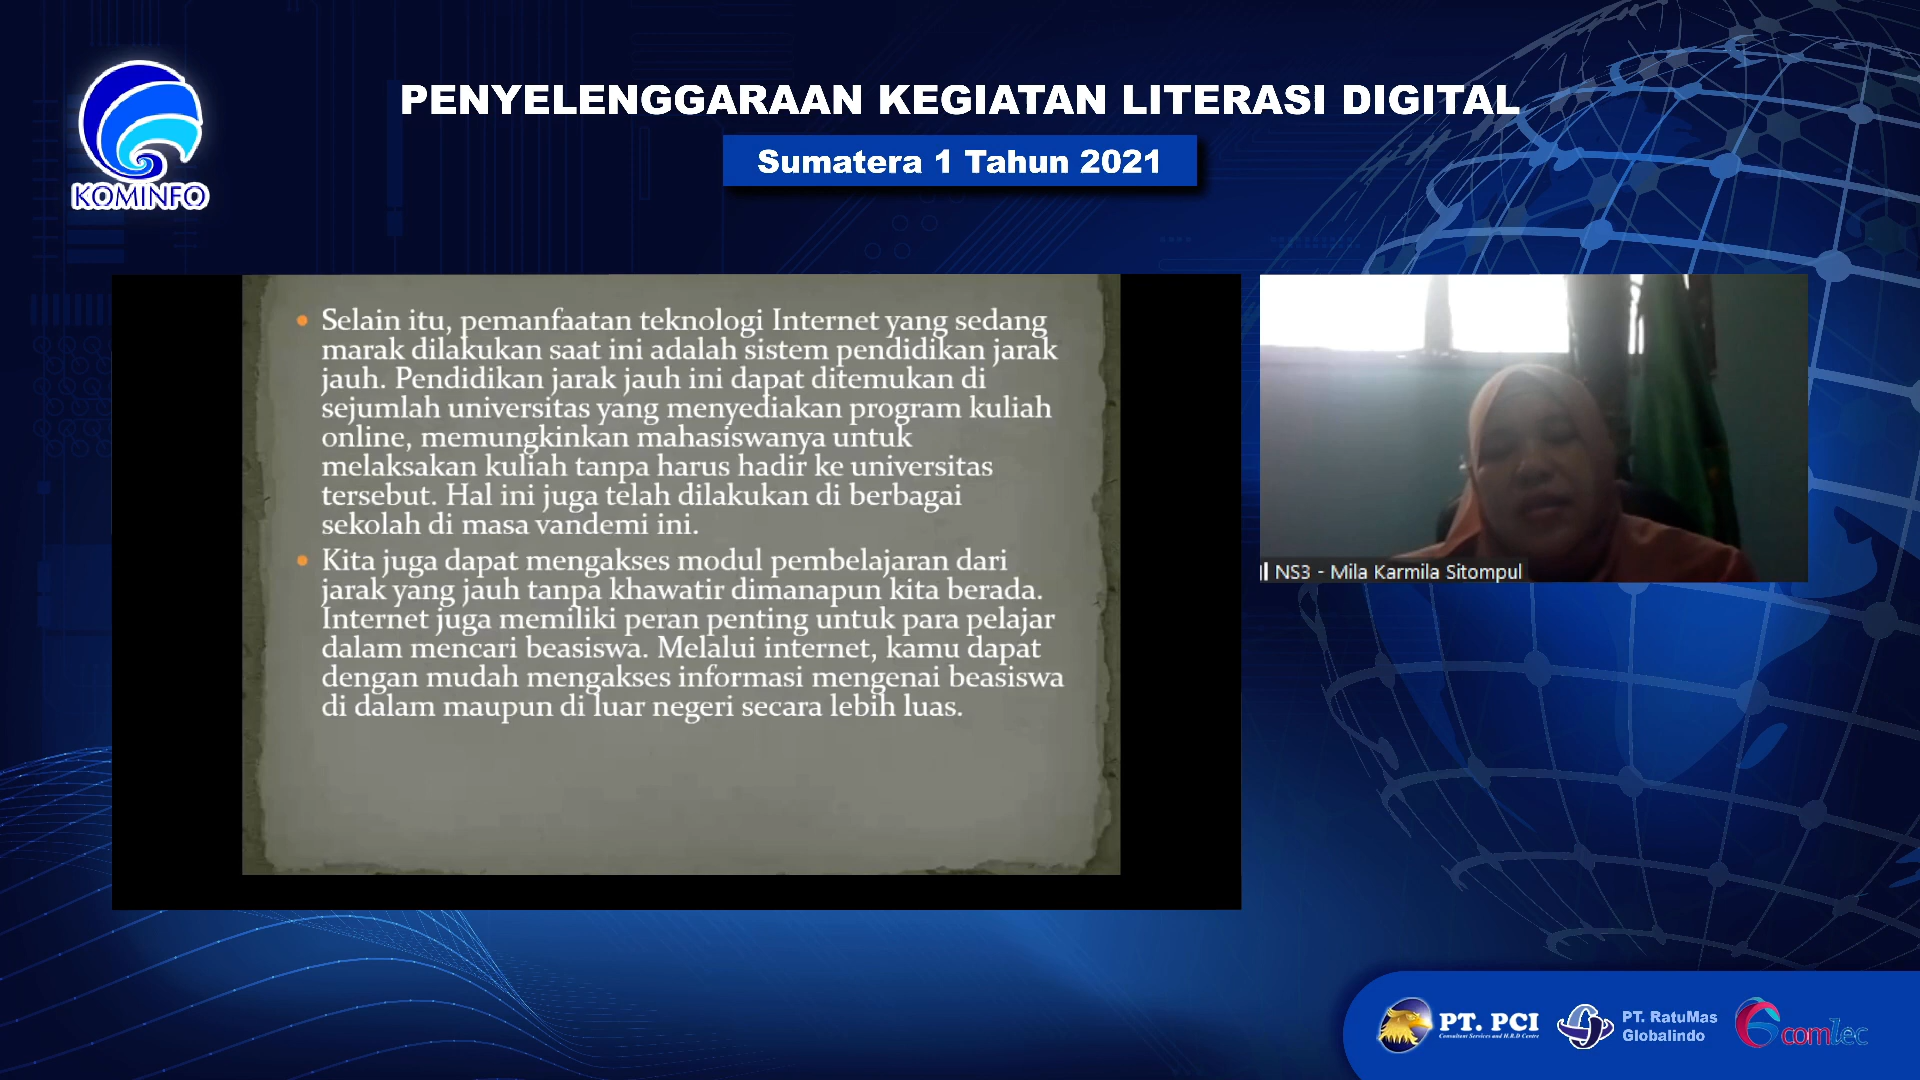 KOMINFO
PENYELENGGARAAN KEGIATAN LITERASI DIGITAL
Sumatera 1 Tahun 2021
• Selain itu, pemanfaatan teknologi Internet yang sedang
marak dilakukan saat ini adalah sistem pendidikan jarak
jauh. Pendidikan jarak jauh ini dapat ditemukan di
sejumlah universitas yang menyediakan program kuliah
online, memungkinkan mahasiswanya untuk
melaksakan kuliah tanpa harus hadir ke universitas
tersebut. Hal ini juga telah dilakukan di berbagai
sekolah di masa vandemi ini.
• Kita juga dapat mengakses modul pembelajaran dari
jarak yang jauh tanpa khawatir dimanapun kita berada.
Internet juga memiliki peran penting untuk para pelajar
dalam mencari beasiswa. Melalui internet, kamu dapat
dengan mudah mengakses informasi mengenai beasiswa
di dalam maupun di luar negeri secara lebih luas.
NS3 - Mila Karmila Sitompul
PT. PCI
Consultant Services and H.R.D Centre
PT. RatuMas
Globalindo
comlec